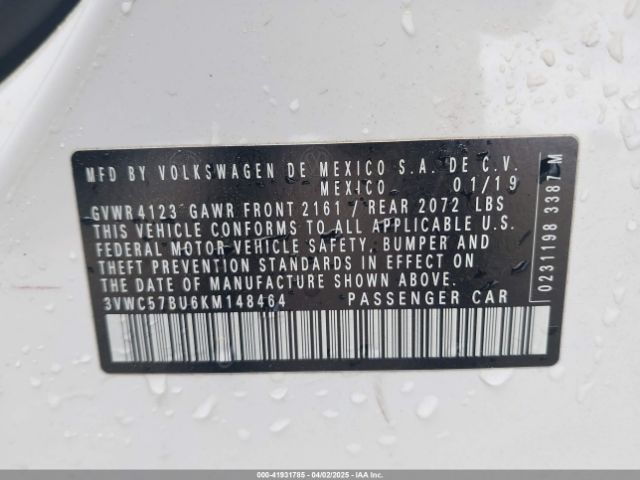 MFD BY VOLKSWAGEN DE MEXICO S.A. DE C.V.
MEXICO 01/19
GVWR 4123 GAWR FRONT 2161 / REAR 2072 LBS
THIS VEHICLE CONFORMS TO ALL APPLICABLE U.S.
FEDERAL MOTOR-VEHICLE SAFETY, BUMPER AND
THEFT PREVENTION STANDARDS IN EFFECT ON
THE DATE OF MANUFACTURE SHOWN ABOVE.
3VWC57BU6KM148464 PASSENGER CAR
0231198 3387 M
000-41931785 - 04/02/2025 - IAAI.com